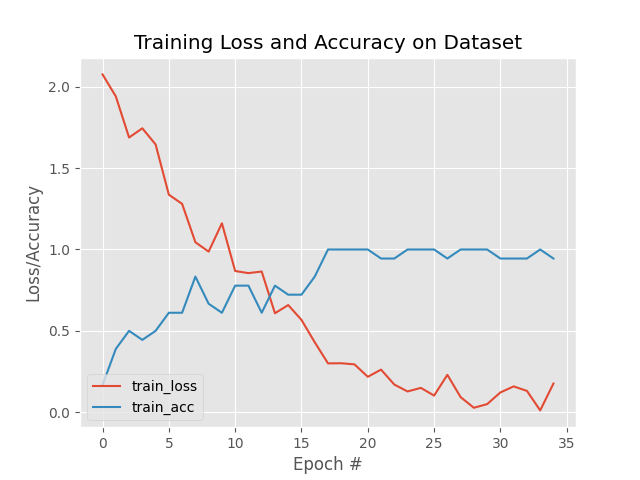 Training Loss and Accuracy on Dataset
Loss/Accuracy
2.0
1.5
1.0
0.5
0.0
train_loss
train_acc
0 5 10 15 20 25 30 35
Epoch #